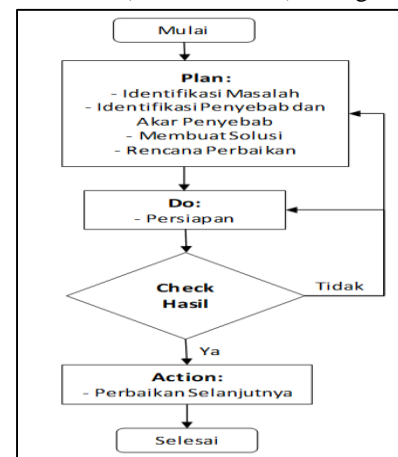 Mulai
Plan:
- Identifikasi Masalah
- Identifikasi Penyebab dan
Akar Penyebab
- Membuat Solusi
- Rencana Perbaikan
Do:
- Persiapan
Check
Hasil
Tidak
Ya
Action:
- Perbaikan Selanjutnya
Selesai